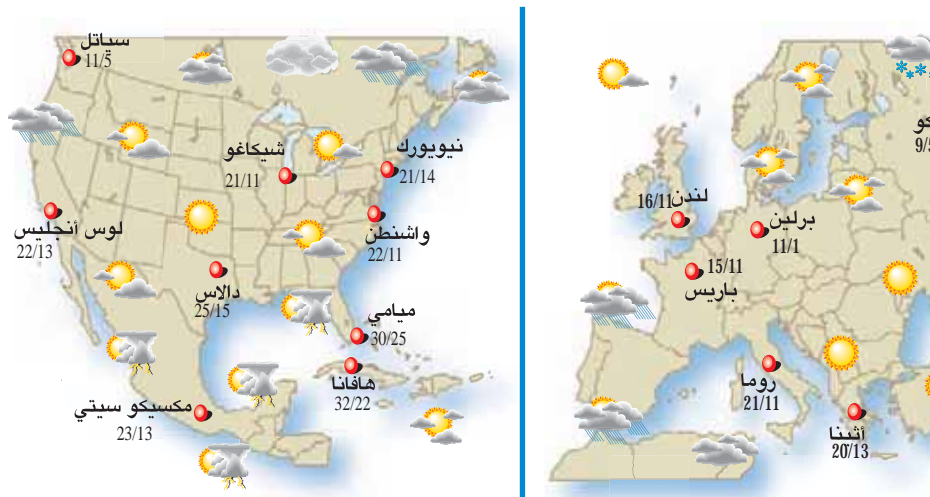 سياتل
11/5
شيكاغو
21/11
نيويورك
21/14
لوس أنجليس
22/13
واشنطن
22/11
دالاس
25/15
ميامي
30/25
هافانا
32/22
مكسيكو سيتي
23/13
كو
9/5
لندن
16/11
برلين
11/1
15/11
باريس
روما
21/11
أثينا
20/13